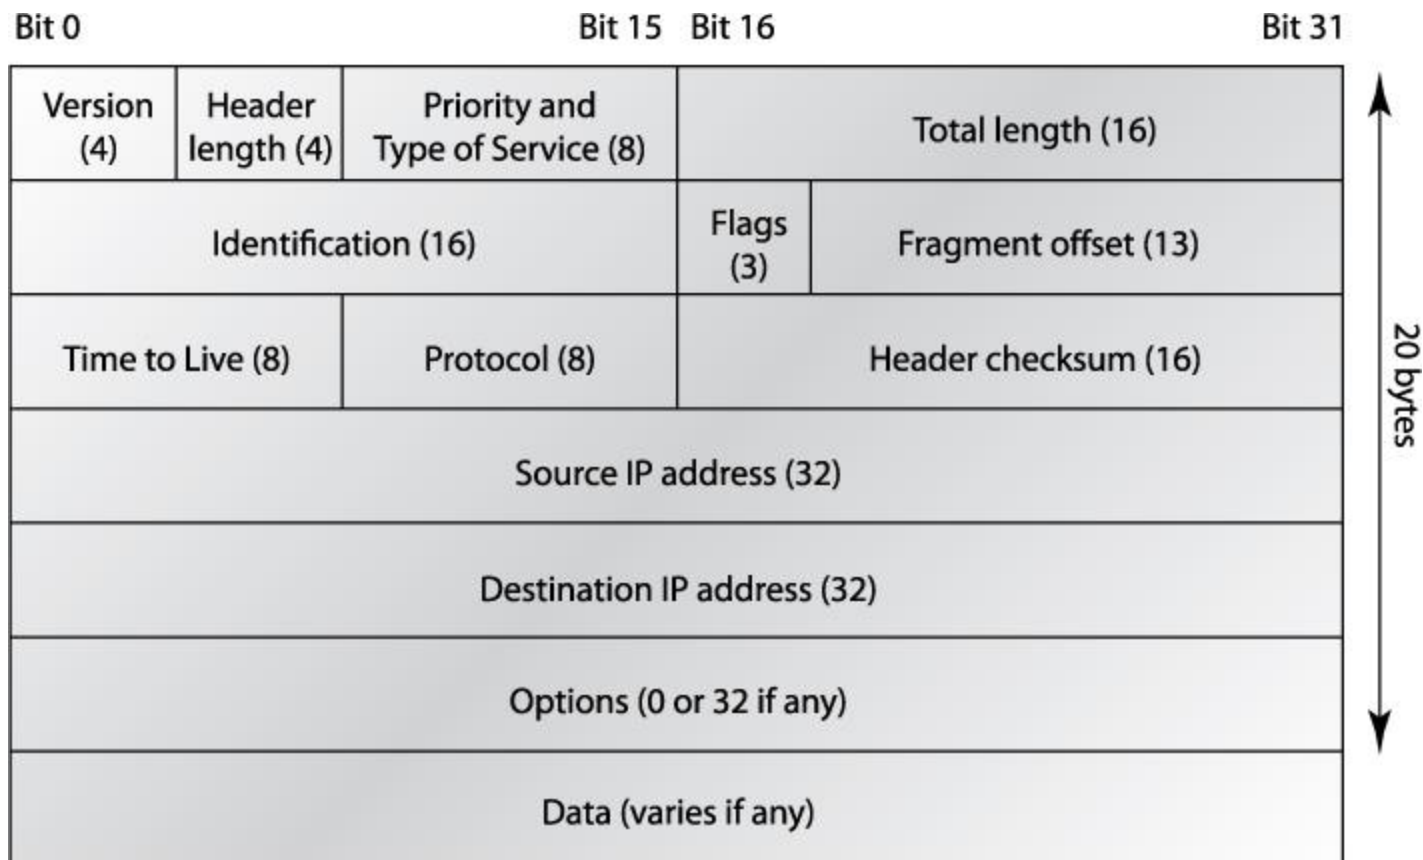 Bit 0 Bit 15 Bit 16 Bit 31
Version
(4)
Header
length (4)
Priority and
Type of Service (8)
Total length (16)
Identification (16)
Flags
(3)
Fragment offset (13)
Time to Live (8)
Protocol (8)
Header checksum (16)
Source IP address (32)
Destination IP address (32)
Options (0 or 32 if any)
Data (varies if any)
20 bytes